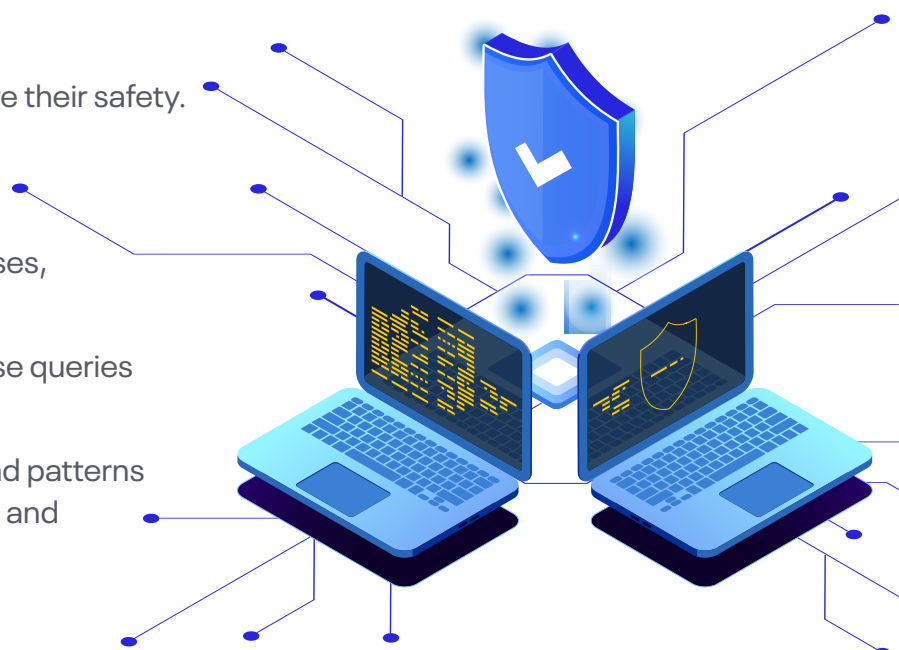 e their safety.
ses,
se queries
nd patterns
and